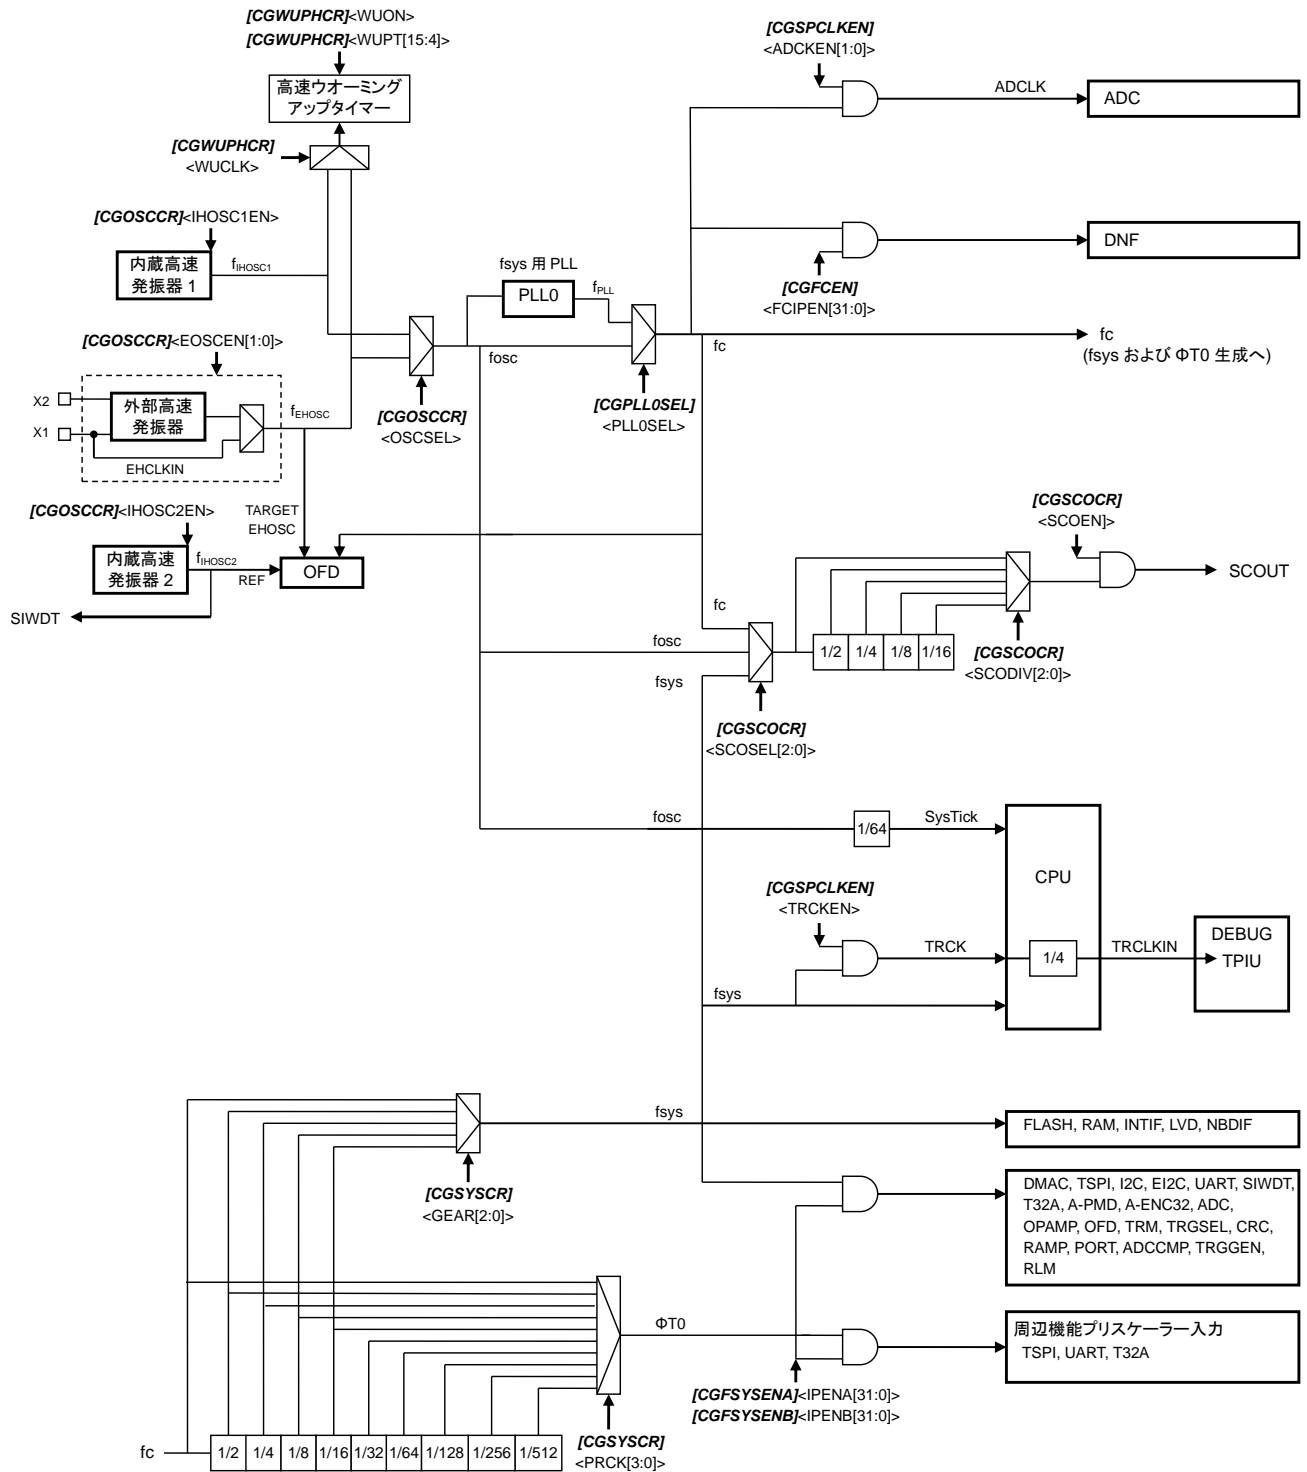 [CGWUPHCR]<WUON>
[CGWUPHCR]<WUPT[15:4]>
高速ウオーミング
アップタイマー
[CGWUPHCR]
<WUCLK>
[CGSPCLKEN]
<ADCKEN[1:0]>
ADCLK
ADC
[CGOSCCR]<IHOSC1EN>
内蔵高速
発振器 1
fIHOSC1
fsys 用 PLL
PLL0
fPLL
DNF
[CGFCEN]
<FCIPEN[31:0]>
[CGOSCCR]<EOSCEN[1:0]>
X2
X1
外部高速
発振器
EHCLKIN
fEHOSC
fosc
[CGOSCCR]
<OSCSEL>
[CGPLL0SEL]
<PLL0SEL>
fc
fc
(fsys および ΦT0 生成へ)
[CGOSCCR]<IHOSC2EN>
内蔵高速
発振器 2
fIHOSC2
REF
TARGET
EHOSC
OFD
SIWDT
[CGSCOCR]
<SCOEN]>
SCOUT
fc
fosc
fsys
1/2 1/4 1/8 1/16
[CGSCOCR]
<SCODIV[2:0]>
[CGSCOCR]
<SCOSEL[2:0]>
fosc
1/64
SysTick
CPU
[CGSPCLKEN]
<TRCKEN>
TRCK
1/4
TRCLKIN
DEBUG
TPIU
fsys
fsys
FLASH, RAM, INTIF, LVD, NBDIF
[CGSYSCR]
<GEAR[2:0]>
DMAC, TSPI, I2C, EI2C, UART, SIWDT,
T32A, A-PMD, A-ENC32, ADC,
OPAMP, OFD, TRM, TRGSEL, CRC,
RAMP, PORT, ADCCMP, TRGGEN,
RLM
ΦT0
周辺機能プリスケーラー入力
TSPI, UART, T32A
[CGFSYSENA]<IPENA[31:0]>
[CGFSYSENB]<IPENB[31:0]>
fc
1/2 1/4 1/8 1/16 1/32 1/64 1/128 1/256 1/512
[CGSYSCR]
<PRCK[3:0]>